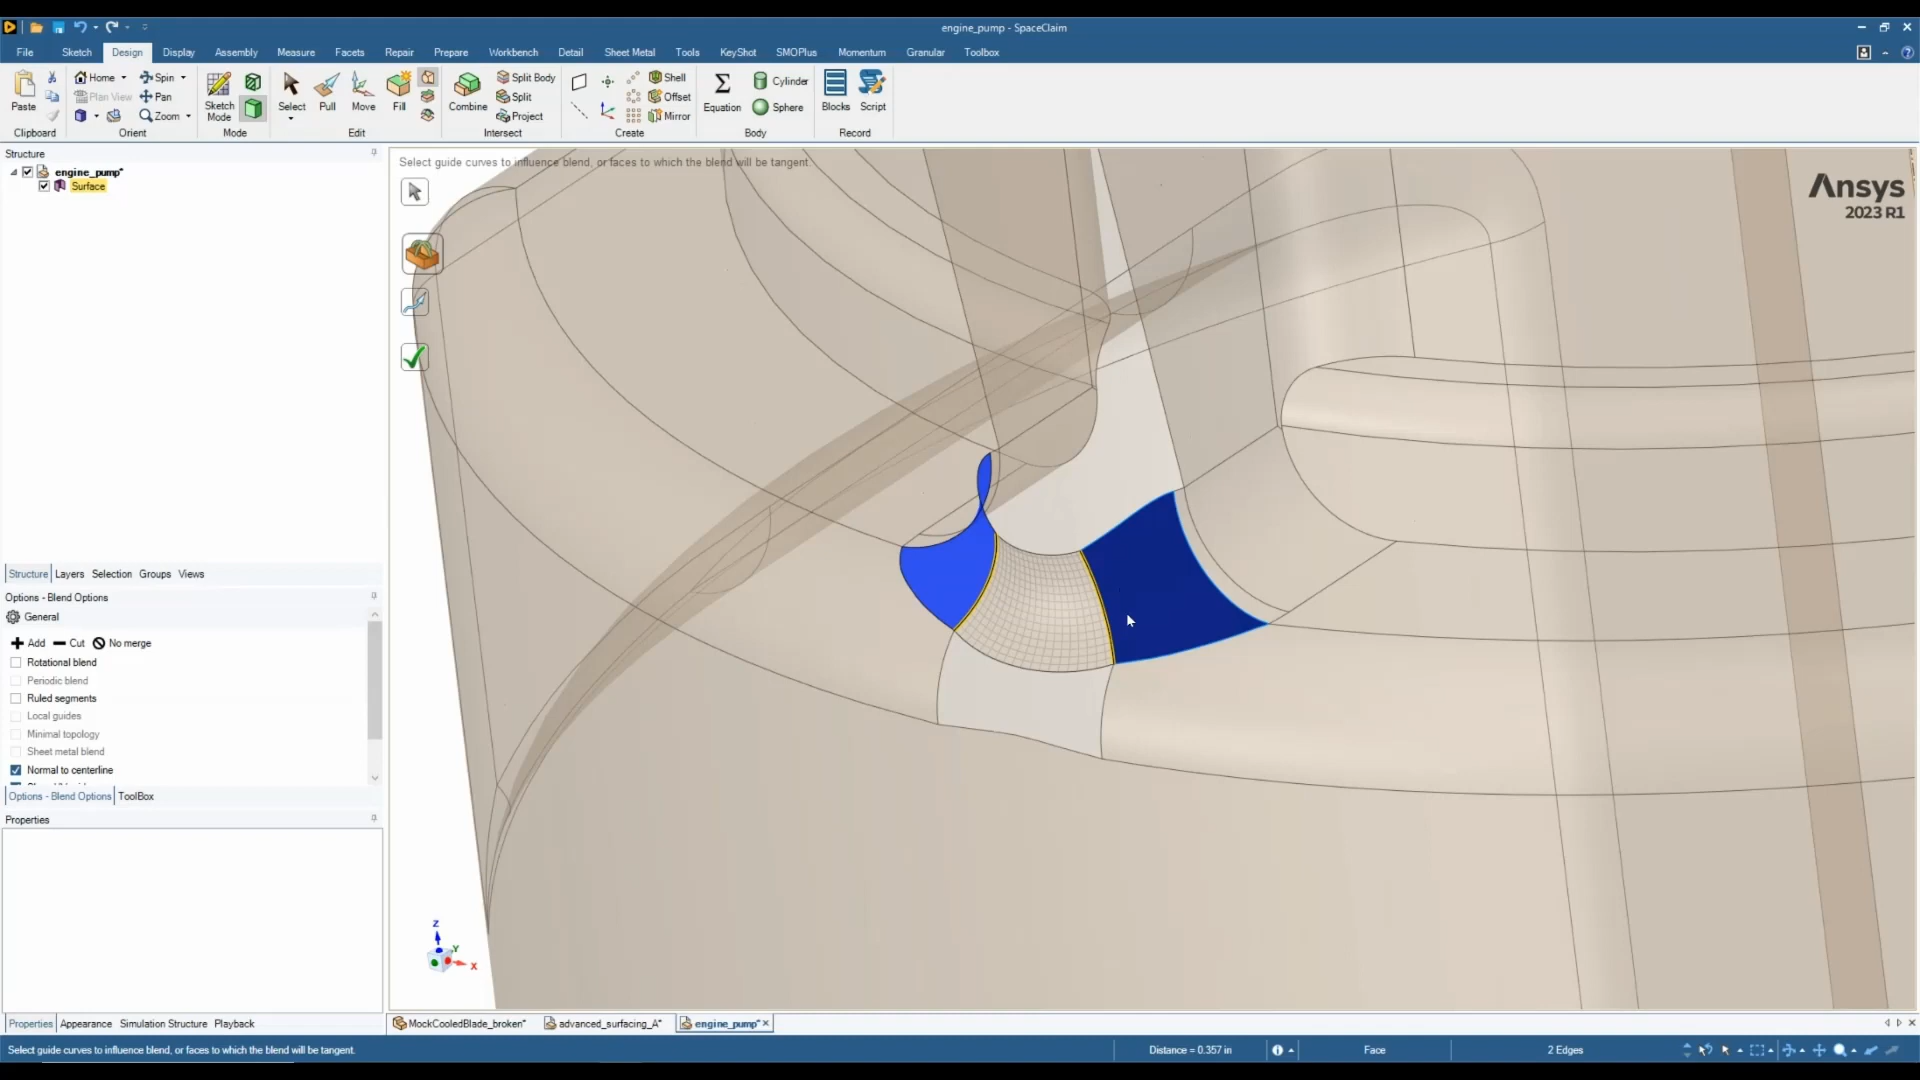 engine_pump - SpaceClaim
File Sketch Design Display Assembly Measure Facets Repair Prepare Workbench Detail Sheet Metal Tools KeyShot SMOPlus Momentum Granular Toolbox
Paste
Clipboard
Home Spin
Plan View Pan
Zoom
Orient
Sketch Mode
Mode
Select Pull Move Fill
Edit
Combine
Split Body
Split
Project
Intersect
Shell
Offset
Mirror
Create
Equation
Cylinder
Sphere
Body
Blocks Script
Record
Structure
engine_pump*
Surface
Structure Layers Selection Groups Views
Options - Blend Options
General
Add Cut No merge
Rotational blend
Periodic blend
Ruled segments
Local guides
Minimal topology
Sheet metal blend
Normal to centerline
Options - Blend Options ToolBox
Properties
Properties Appearance Simulation Structure Playback
Select guide curves to influence blend, or faces to which the blend will be tangent.
Ansys
2023 R1
Z
Y
X
MockCooledBlade_broken* advanced_surfacing_A* engine_pump*
Select guide curves to influence blend, or faces to which the blend will be tangent. Distance = 0.357 in Face 2 Edges